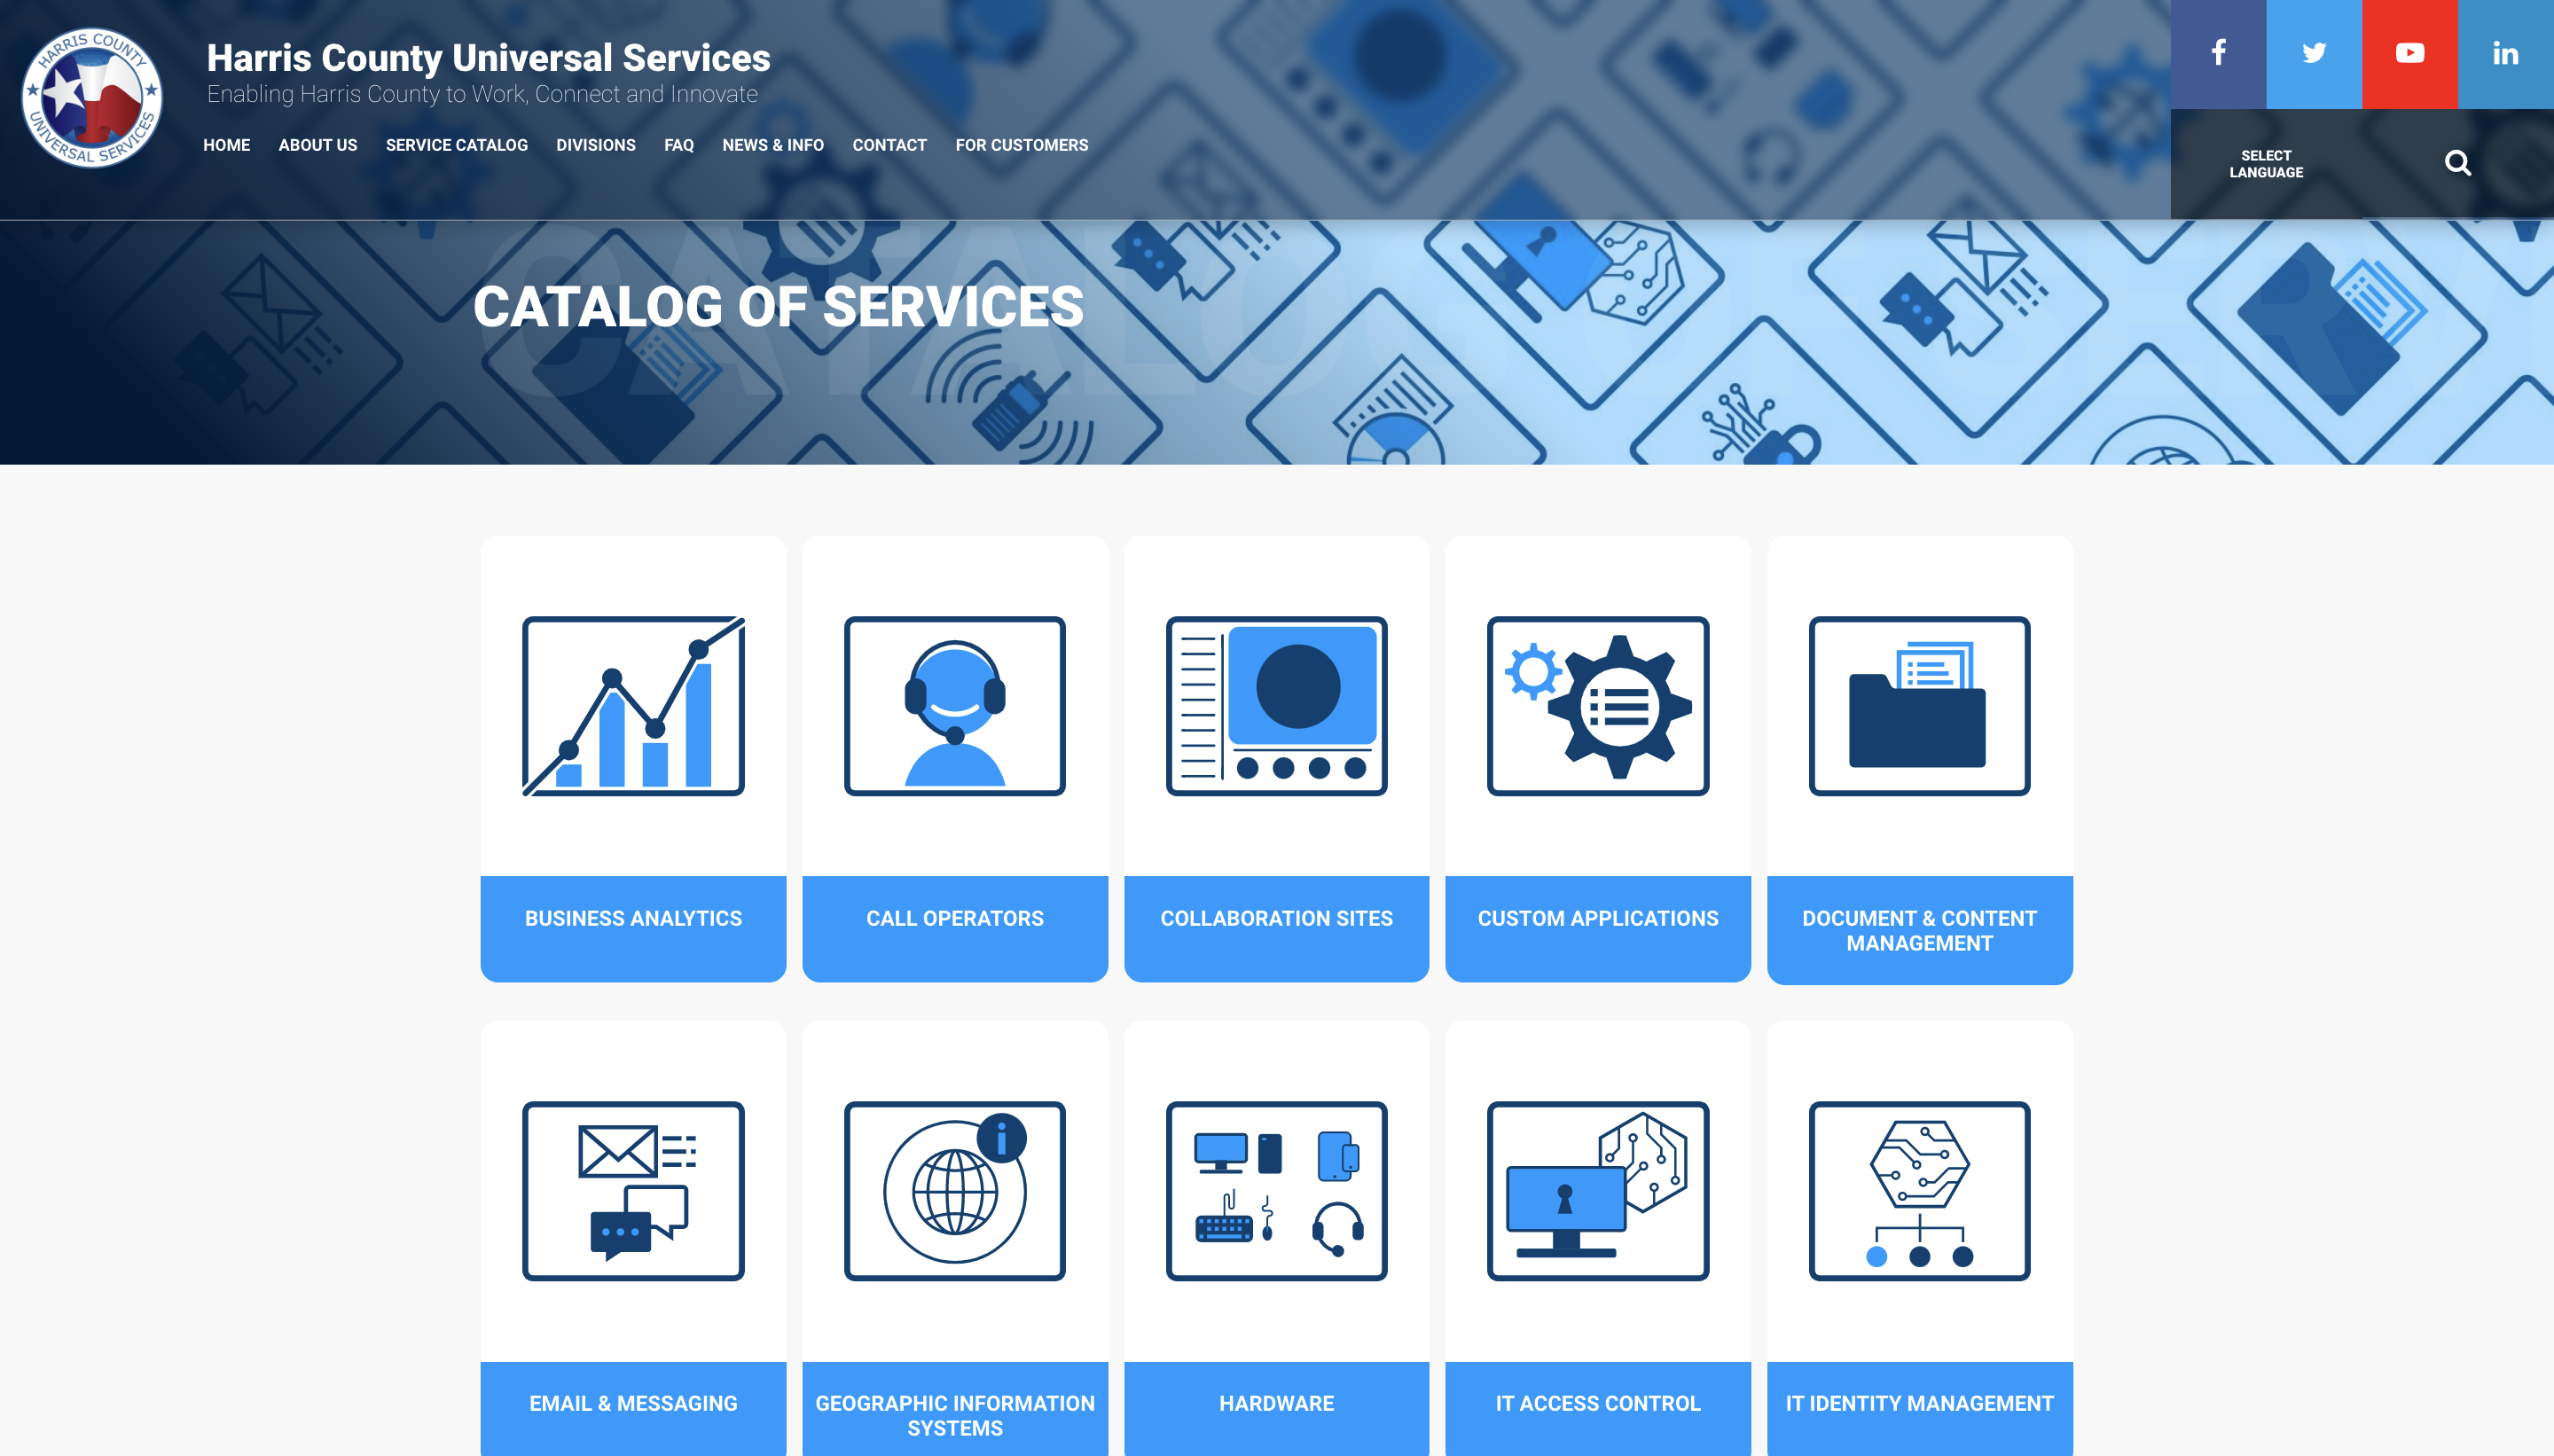 HARRIS COUNTY
UNIVERSAL SERVICES
Harris County Universal Services
Enabling Harris County to Work, Connect and Innovate
HOME ABOUT US SERVICE CATALOG DIVISIONS FAQ NEWS & INFO CONTACT FOR CUSTOMERS
SELECT
LANGUAGE
CATALOG OF SERVICES
BUSINESS ANALYTICS
CALL OPERATORS
COLLABORATION SITES
CUSTOM APPLICATIONS
DOCUMENT & CONTENT
MANAGEMENT
EMAIL & MESSAGING
GEOGRAPHIC INFORMATION
SYSTEMS
HARDWARE
IT ACCESS CONTROL
IT IDENTITY MANAGEMENT